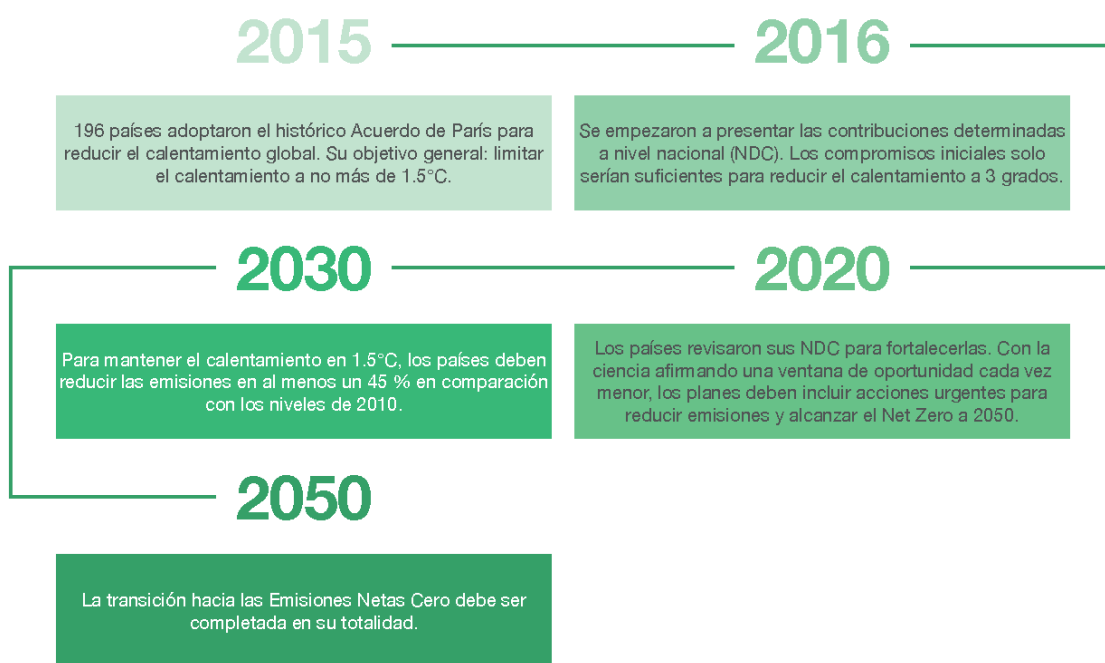 2015
196 países adoptaron el histórico Acuerdo de París para
reducir el calentamiento global. Su objetivo general: limitar
el calentamiento a no más de 1.5°C.
2016
Se empezaron a presentar las contribuciones determinadas
a nivel nacional (NDC). Los compromisos iniciales solo
serían suficientes para reducir el calentamiento a 3 grados.
2020
Los países revisaron sus NDC para fortalecerlas. Con la
ciencia afirmando una ventana de oportunidad cada vez
menor, los planes deben incluir acciones urgentes para
reducir emisiones y alcanzar el Net Zero a 2050.
2030
Para mantener el calentamiento en 1.5°C, los países deben
reducir las emisiones en al menos un 45 % en comparación
con los niveles de 2010.
2050
La transición hacia las Emisiones Netas Cero debe ser
completada en su totalidad.